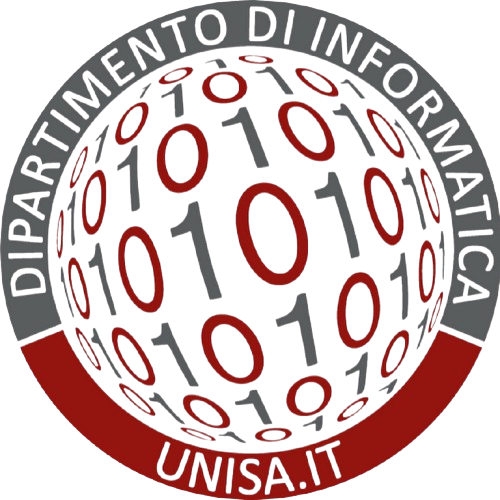 DIPARTIMENTO DI INFORMATICA
UNISA.IT